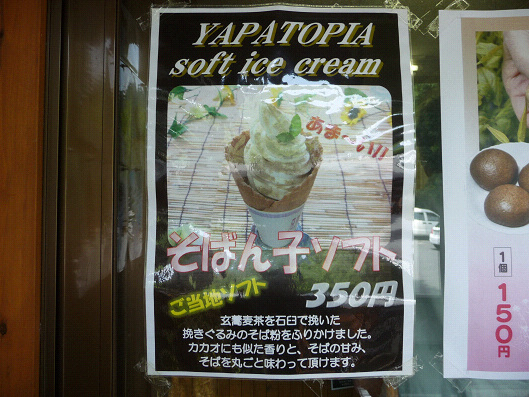 YAPATOPIA
soft ice cream
あま〜い!!
そばん子ソフト
ご当地ソフト
350円
玄蕎麦茶を石臼で挽いた
挽きぐるみのそば粉をふりかけました。
カカオにも似た香りと、そばの甘み、
そばを丸ごと味わって頂けます。
1個
150円